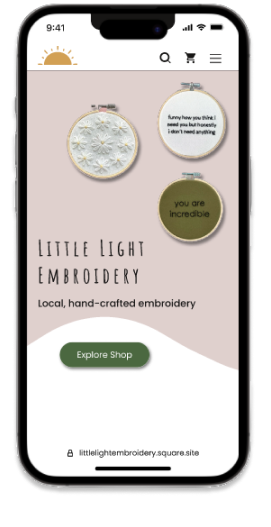 9:41
funny how you think I
need you but honestly
I don't need anything
you are
incredible
Little Light
Embroidery
Local, hand-crafted embroidery
Explore Shop
littlelightembroidery.square.site